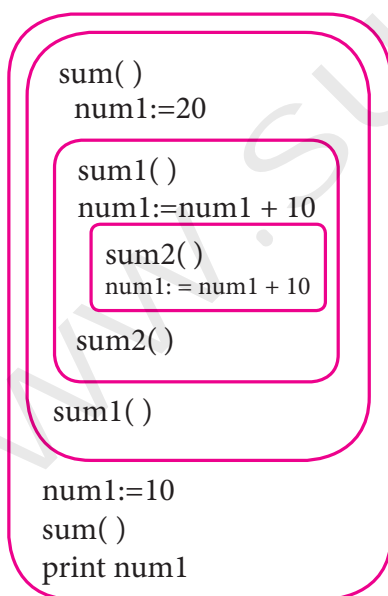 sum( )
num1:=20
sum1( )
num1:=num1 + 10
sum2( )
num1: = num1 + 10
sum2( )
sum1( )
num1:=10
sum( )
print num1